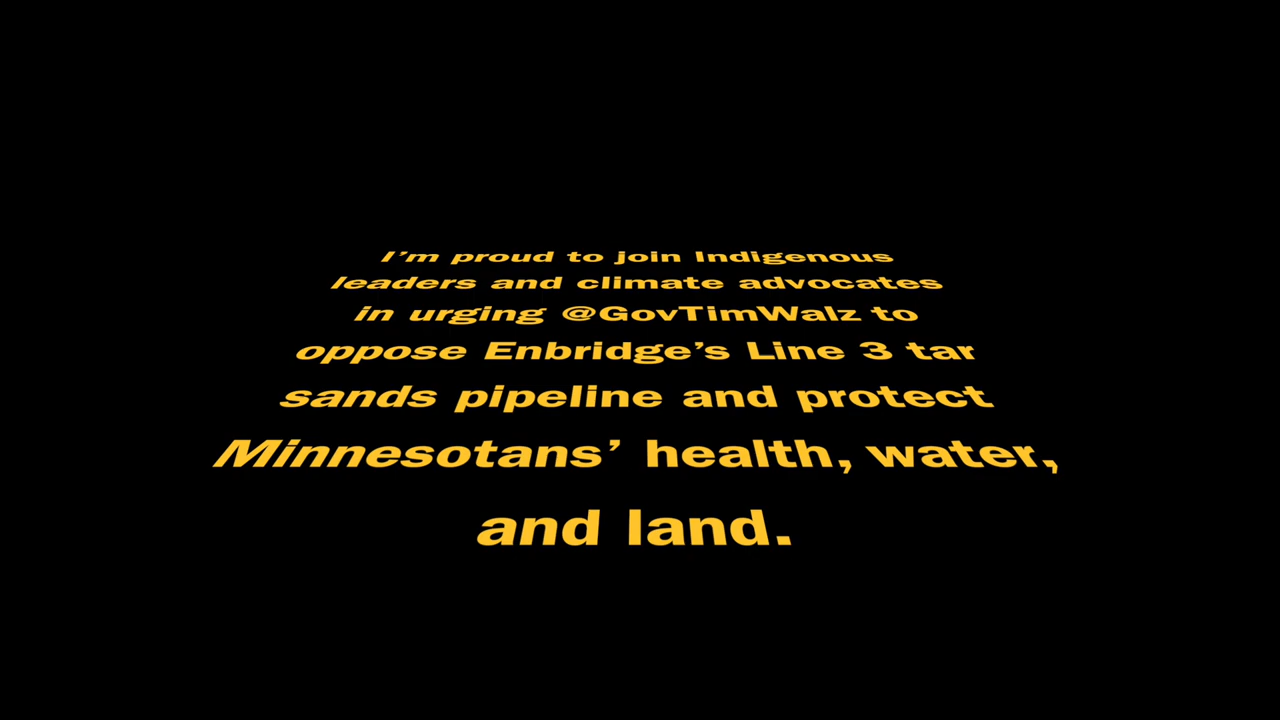 I’m proud to join Indigenous
leaders and climate advocates
in urging @GovTimWalz to
oppose Enbridge’s Line 3 tar
sands pipeline and protect
Minnesotans’ health, water,
and land.